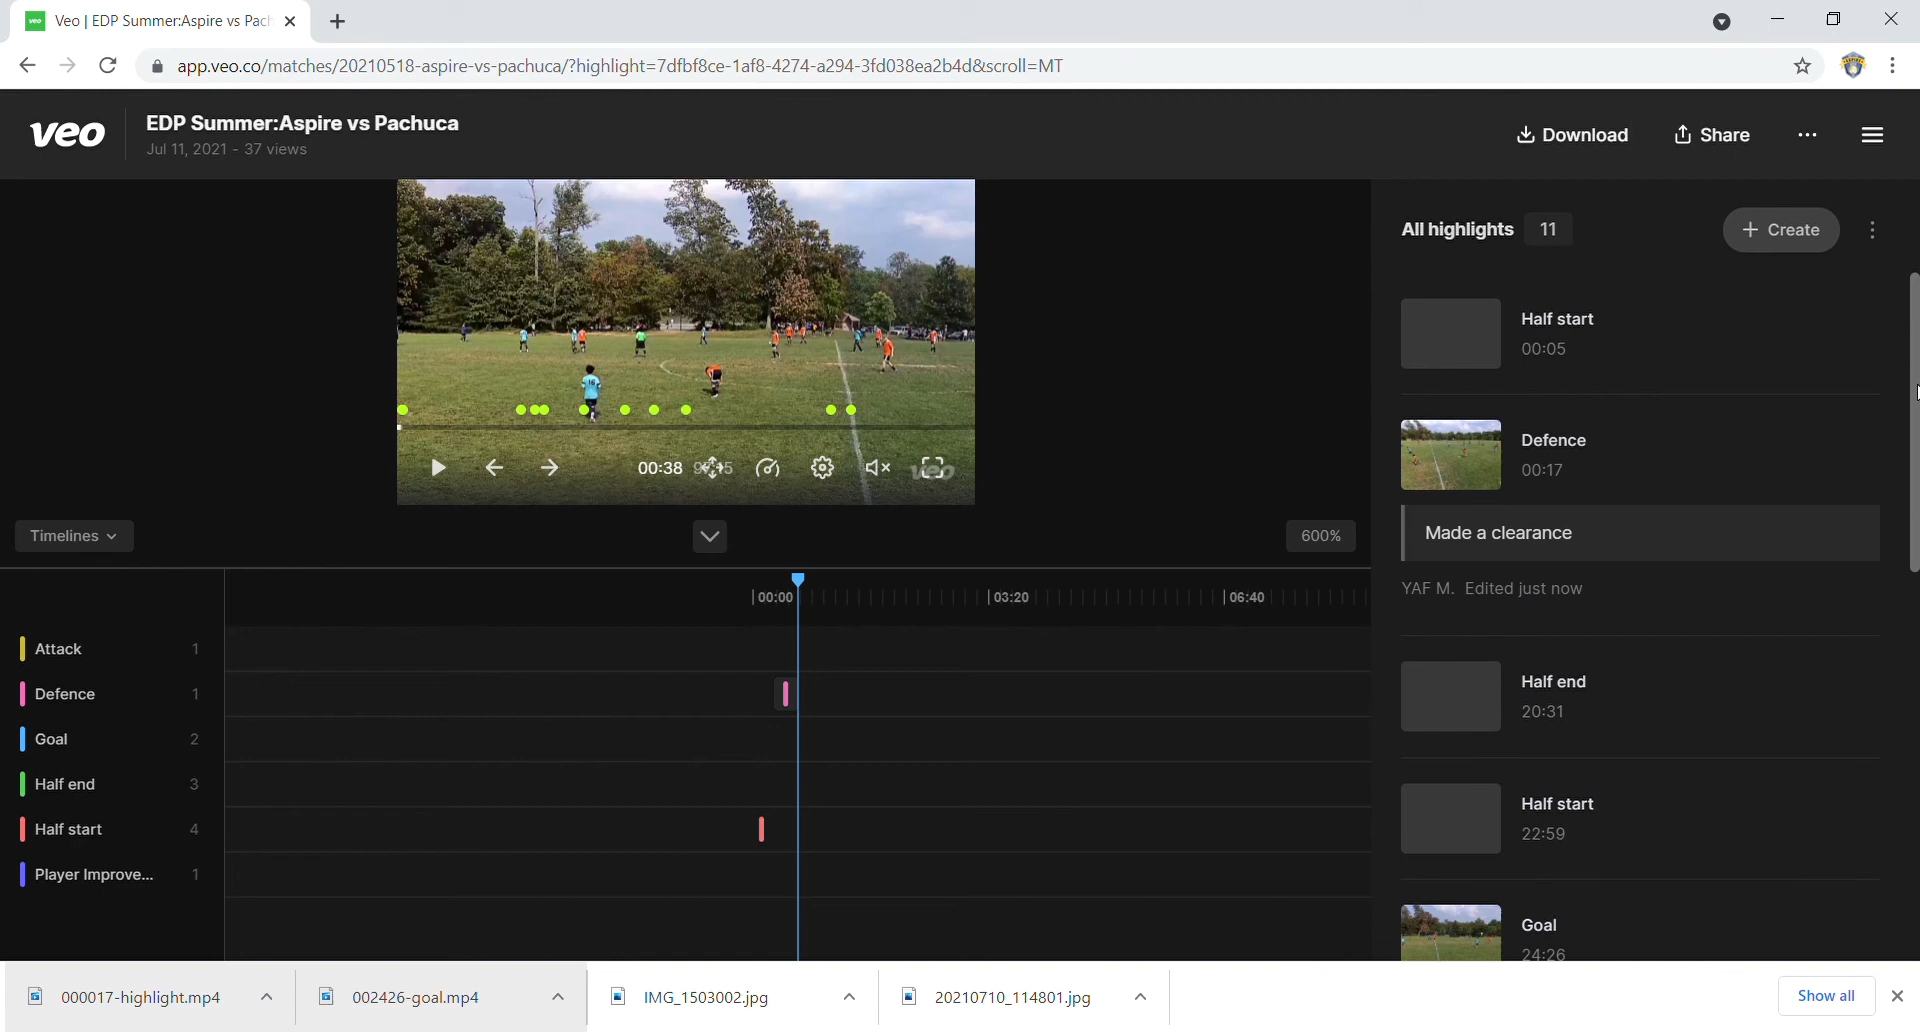 Veo | EDP Summer:Aspire vs Pach
app.veo.co/matches/20210518-aspire-vs-pachuca/?highlight=7dfbf8ce-1af8-4274-a294-3fd038ea2b4d&scroll=MT
veo
EDP Summer:Aspire vs Pachuca
Jul 11, 2021 - 37 views
Download
Share
16
00:38
veo
Timelines
600%
00:00
03:20
06:40
Attack 1
Defence 1
Goal 2
Half end 3
Half start 4
Player Improve... 1
All highlights 11
+ Create
Half start
00:05
Defence
00:17
Made a clearance
YAF M. Edited just now
Half end
20:31
Half start
22:59
Goal
24:26
000017-highlight.mp4
002426-goal.mp4
IMG_1503002.jpg
20210710_114801.jpg
Show all